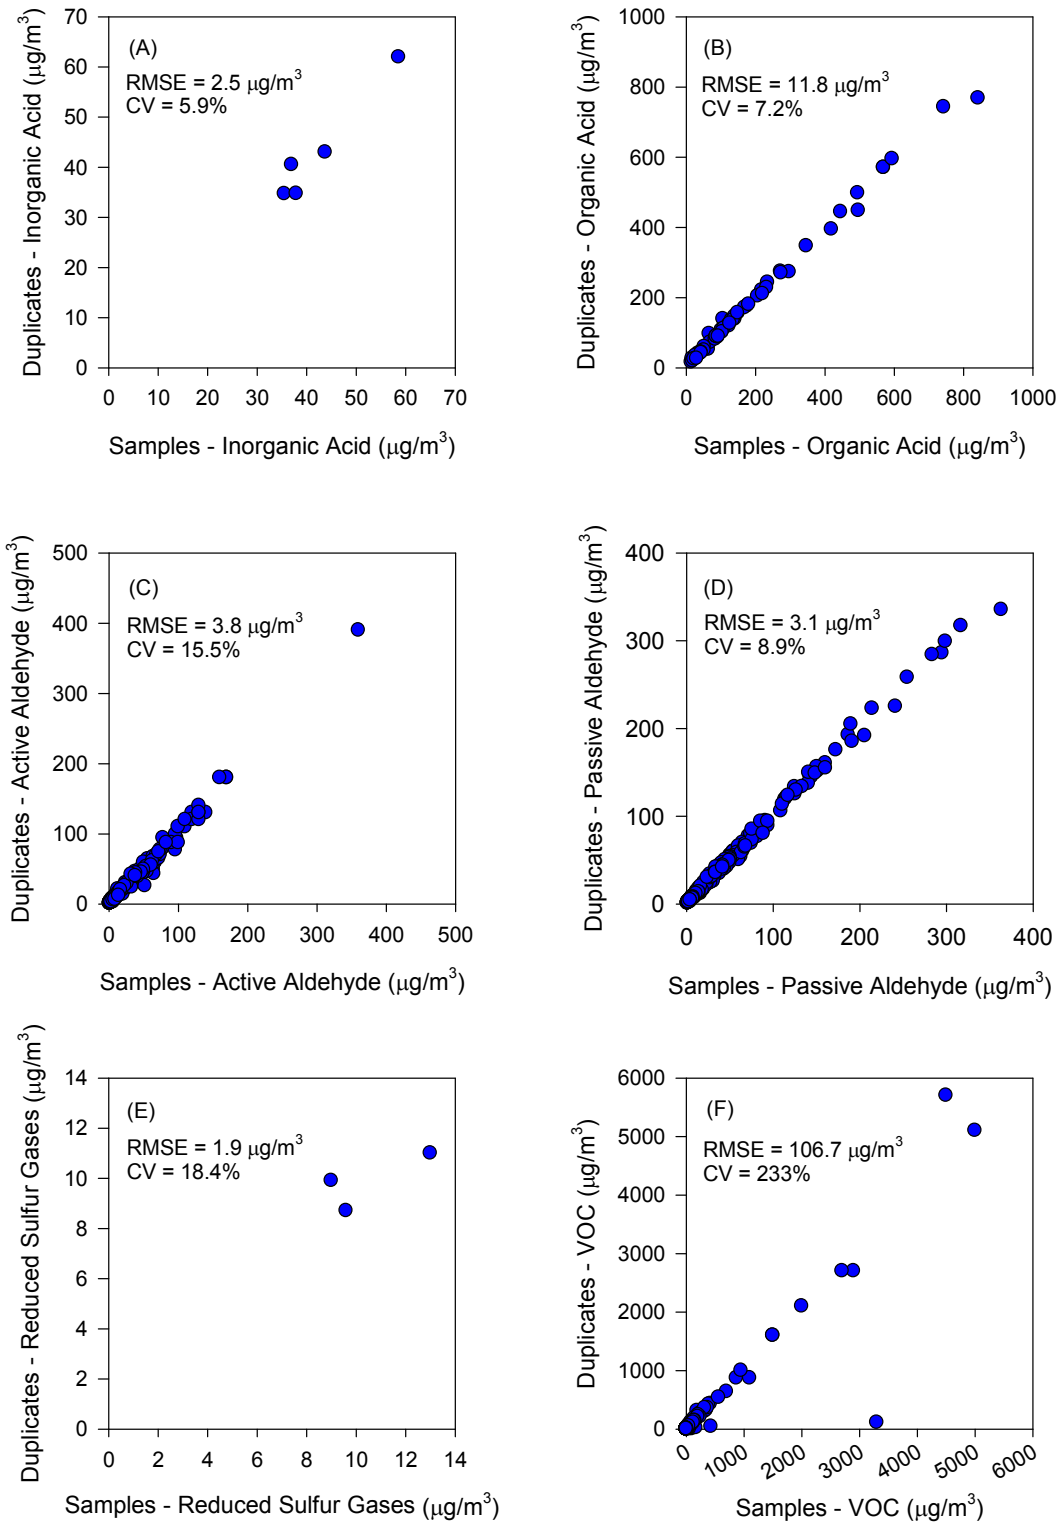 (A)
RMSE = 2.5 μg/m³
CV = 5.9%
Duplicates - Inorganic Acid (μg/m³)
70
60
50
40
30
20
10
0
0 10 20 30 40 50 60 70
Samples - Inorganic Acid (μg/m³)
(B)
RMSE = 11.8 μg/m³
CV = 7.2%
Duplicates - Organic Acid (μg/m³)
1000
800
600
400
200
0
0 200 400 600 800 1000
Samples - Organic Acid (μg/m³)
(C)
RMSE = 3.8 μg/m³
CV = 15.5%
Duplicates - Active Aldehyde (μg/m³)
500
400
300
200
100
0
0 100 200 300 400 500
Samples - Active Aldehyde (μg/m³)
(D)
RMSE = 3.1 μg/m³
CV = 8.9%
Duplicates - Passive Aldehyde (μg/m³)
400
300
200
100
0
0 100 200 300 400
Samples - Passive Aldehyde (μg/m³)
(E)
RMSE = 1.9 μg/m³
CV = 18.4%
Duplicates - Reduced Sulfur Gases (μg/m³)
14
12
10
8
6
4
2
0
0 2 4 6 8 10 12 14
Samples - Reduced Sulfur Gases (μg/m³)
(F)
RMSE = 106.7 μg/m³
CV = 233%
Duplicates - VOC (μg/m³)
6000
5000
4000
3000
2000
1000
0
0 1000 2000 3000 4000 5000 6000
Samples - VOC (μg/m³)